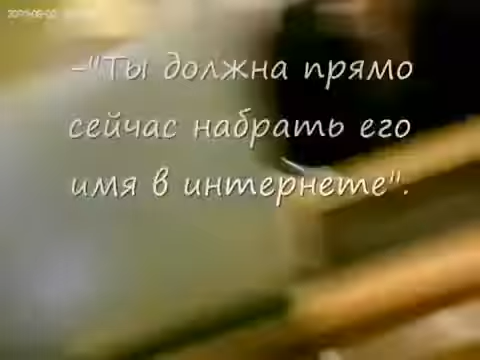 -"Ты должна прямо
сейчас набрать его
имя в интернете".